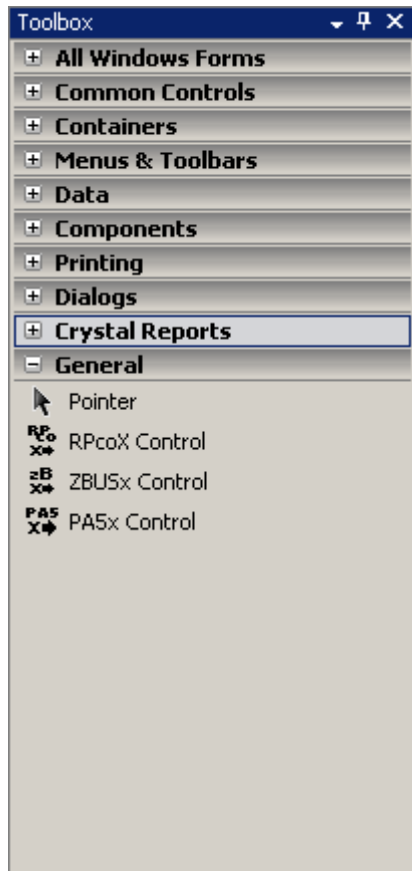 Toolbox
All Windows Forms
Common Controls
Containers
Menus & Toolbars
Data
Components
Printing
Dialogs
Crystal Reports
General
Pointer
RPcoX Control
ZBUSx Control
PA5x Control